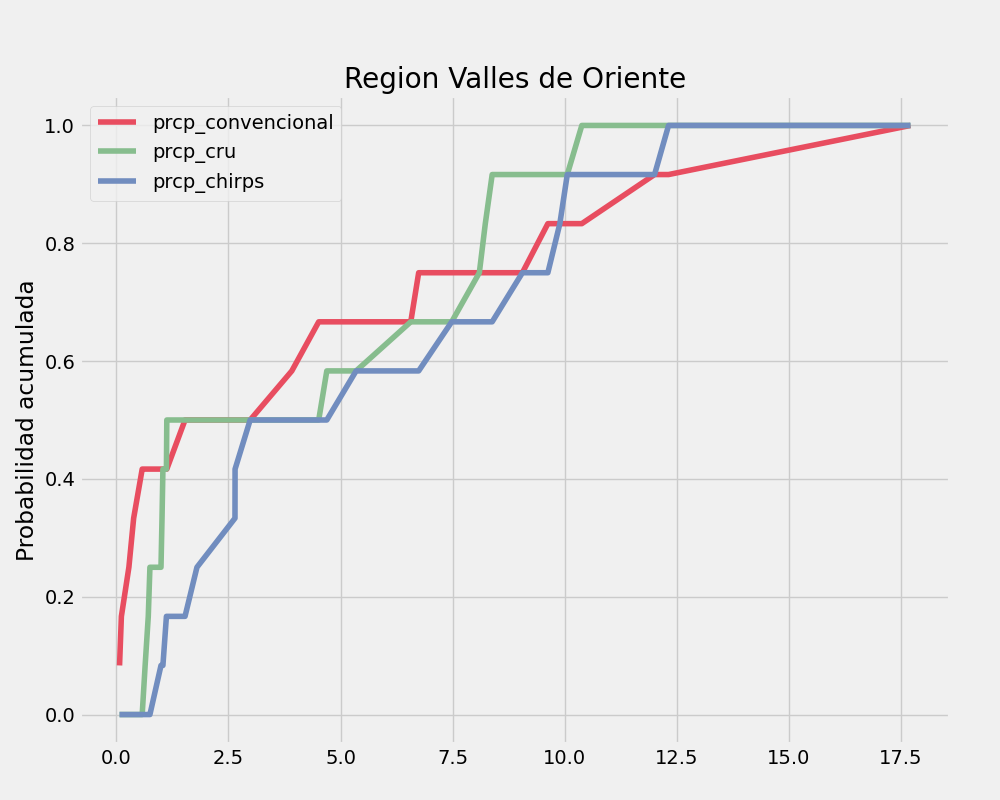 Region Valles de Oriente
prcp_convencional
prcp_cru
prcp_chirps
Probabilidad acumulada
1.0
0.8
0.6
0.4
0.2
0.0
0.0 2.5 5.0 7.5 10.0 12.5 15.0 17.5